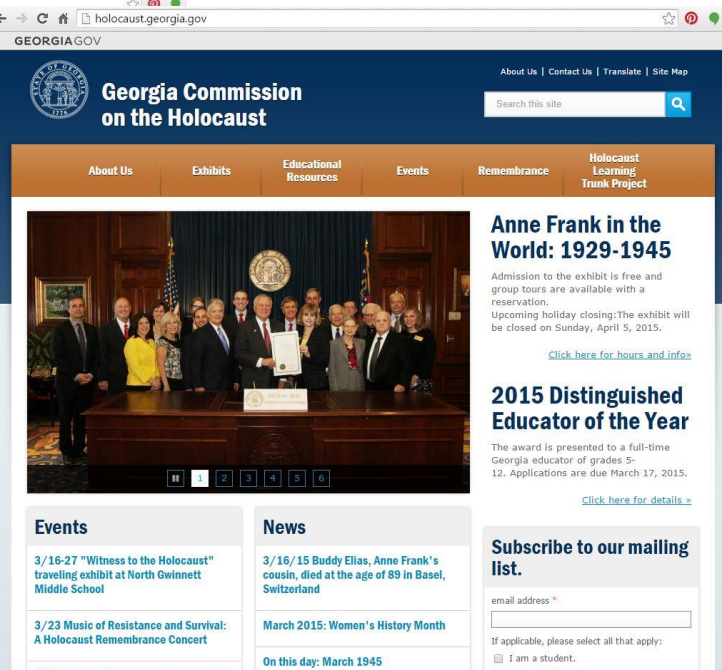 holocaust.georgia.gov
GEORGIAGOV
STATE OF GEORGIA
1776
Georgia Commission
on the Holocaust
About Us | Contact Us | Translate | Site Map
Search this site
About Us
Exhibits
Educational
Resources
Events
Remembrance
Holocaust
Learning
Trunk Project
NATHAN DEAL
1 2 3 4 5 6
Anne Frank in the
World: 1929-1945
Admission to the exhibit is free and
group tours are available with a
reservation.
Upcoming holiday closing:The exhibit will
be closed on Sunday, April 5, 2015.
Click here for hours and info»
2015 Distinguished
Educator of the Year
The award is presented to a full-time
Georgia educator of grades 5-
12. Applications are due March 17, 2015.
Click here for details »
Events
3/16-27 "Witness to the Holocaust"
traveling exhibit at North Gwinnett
Middle School
3/23 Music of Resistance and Survival:
A Holocaust Remembrance Concert
News
3/16/15 Buddy Elias, Anne Frank's
cousin, died at the age of 89 in Basel,
Switzerland
March 2015: Women's History Month
On this day: March 1945
Subscribe to our mailing
list.
email address *
If applicable, please select all that apply:
I am a student.